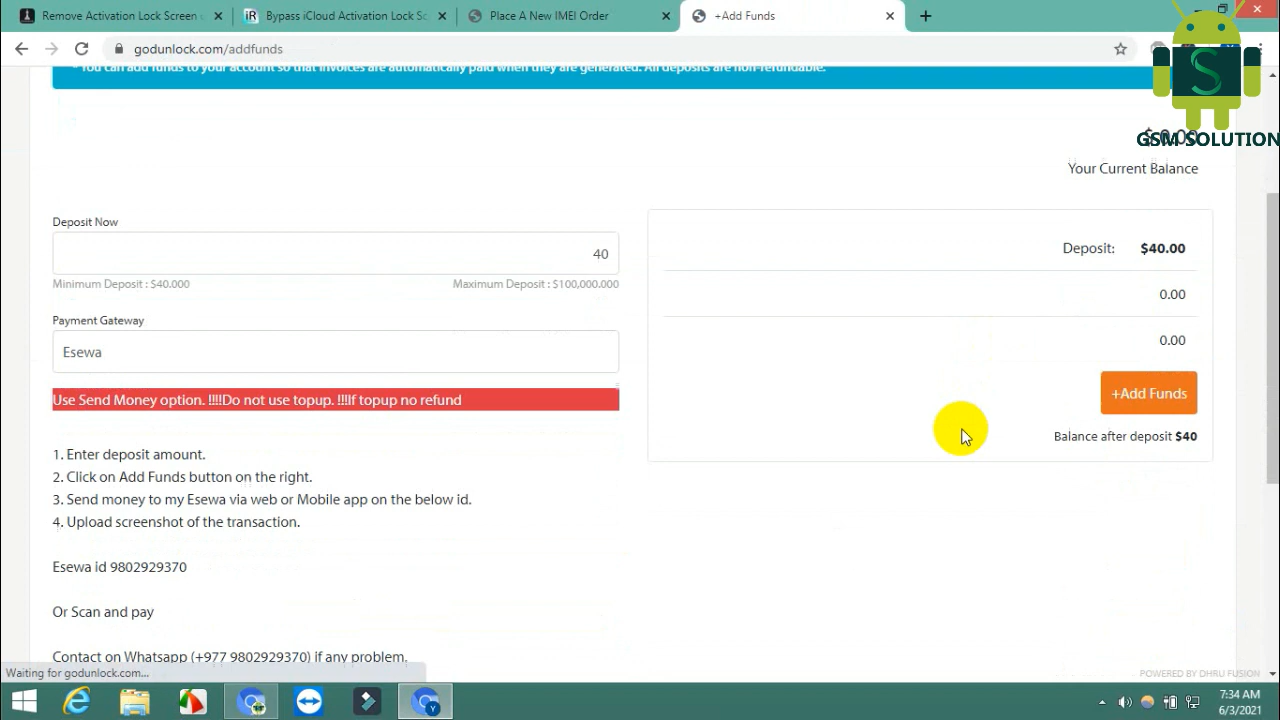 Remove Activation Lock Screen
Bypass iCloud Activation Lock Sc
Place A New IMEI Order
+Add Funds
godunlock.com/addfunds
You can add funds to your account so that invoices are automatically paid when they are generated. All deposits are non-refundable.
$ 0.00
GSM SOLUTION
Your Current Balance
Deposit Now
40
Minimum Deposit : $40.000
Maximum Deposit : $100,000.000
Deposit: $40.00
0.00
0.00
Payment Gateway
Esewa
+Add Funds
Use Send Money option. !!!!Do not use topup. !!!If topup no refund
Balance after deposit $40
1. Enter deposit amount.
2. Click on Add Funds button on the right.
3. Send money to my Esewa via web or Mobile app on the below id.
4. Upload screenshot of the transaction.
Esewa id 9802929370
Or Scan and pay
Contact on Whatsapp (+977 9802929370) if any problem.
Waiting for godunlock.com...
POWERED BY DHRU FUSION
7:34 AM
6/3/2021